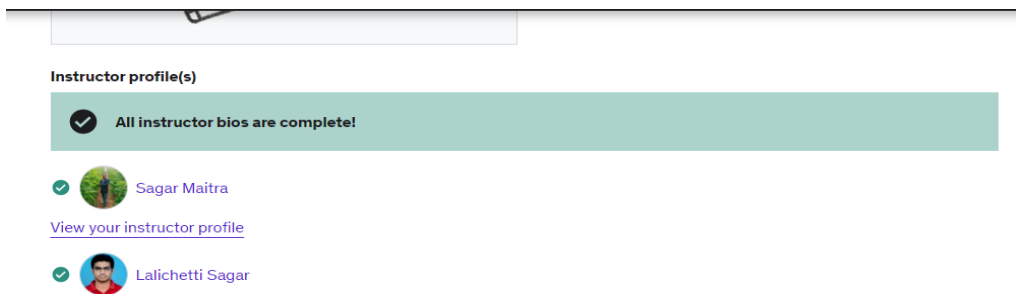 Instructor profile(s)
All instructor bios are complete!
Sagar Maitra
View your instructor profile
Lalichetti Sagar